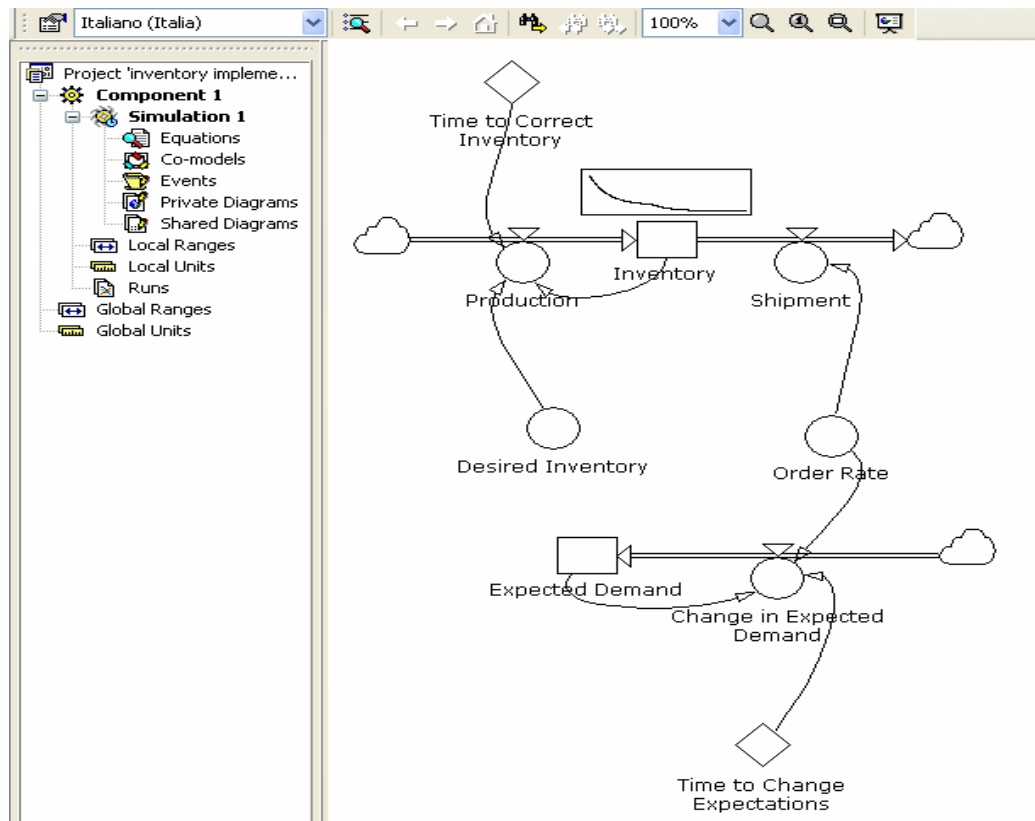 Italiano (Italia)
100%
Project 'inventory impleme...
Component 1
Simulation 1
Equations
Co-models
Events
Private Diagrams
Shared Diagrams
Local Ranges
Local Units
Runs
Global Ranges
Global Units
Time to Correct
Inventory
Production
Inventory
Shipment
Desired Inventory
Order Rate
Expected Demand
Change in Expected
Demand
Time to Change
Expectations